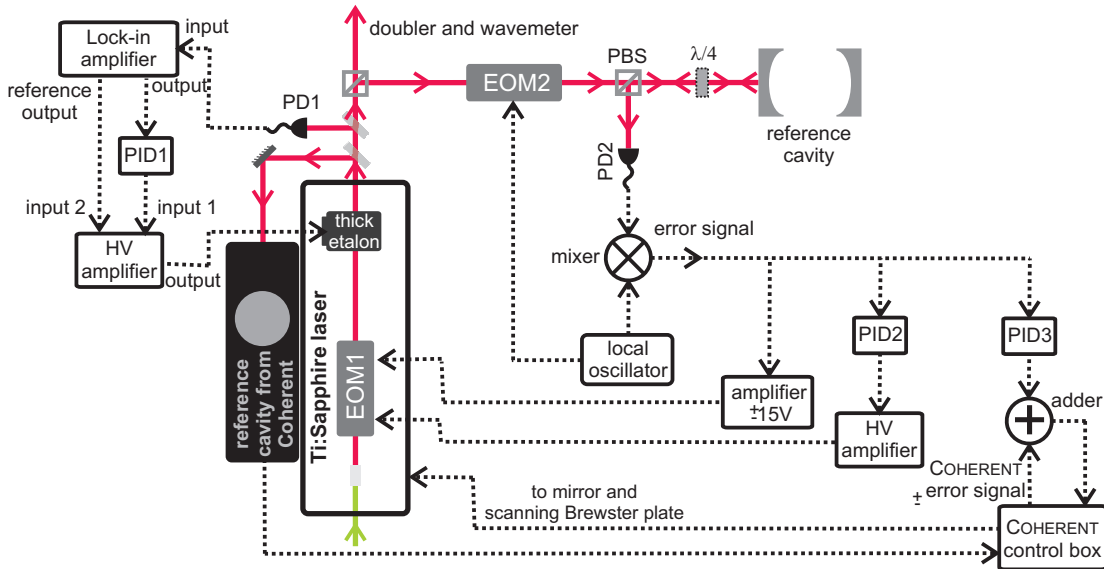 input
doubler and wavemeter
Lock-in
amplifier
output
reference
output
PD1
PID1
input 2
input 1
HV
amplifier
output
thick
etalon
EOM2
PBS
λ/4
reference
cavity
PD2
mixer
error signal
local
oscillator
PID2
PID3
amplifier
±15V
HV
amplifier
adder
reference
cavity from
Coherent
Ti:Sapphire laser
EOM1
to mirror and
scanning Brewster plate
COHERENT
± error signal
COHERENT
control box